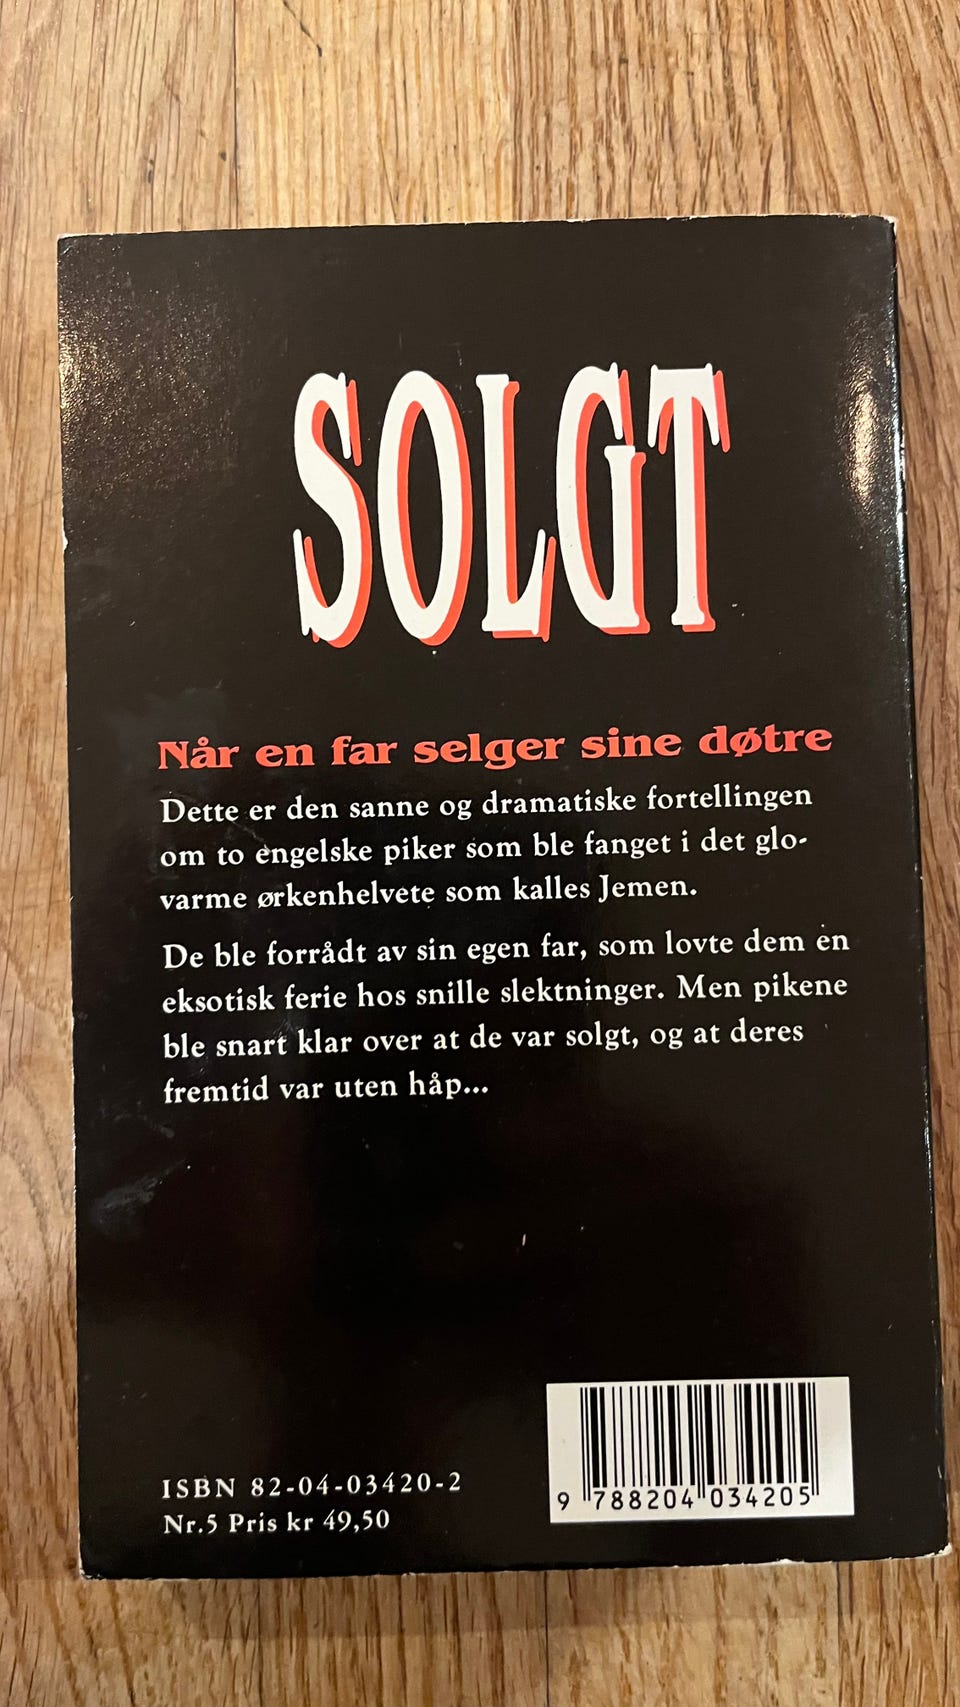 SOLGT
Når en far selger sine døtre
Dette er den sanne og dramatiske fortellingen
om to engelske piker som ble fanget i det glo-
varme ørkenhelvete som kalles Jemen.
De ble forrådt av sin egen far, som lovte dem en
eksotisk ferie hos snille slektninger. Men pikene
ble snart klar over at de var solgt, og at deres
fremtid var uten håp...
ISBN 82-04-03420-2
Nr.5 Pris kr 49,50
9 788204 034205